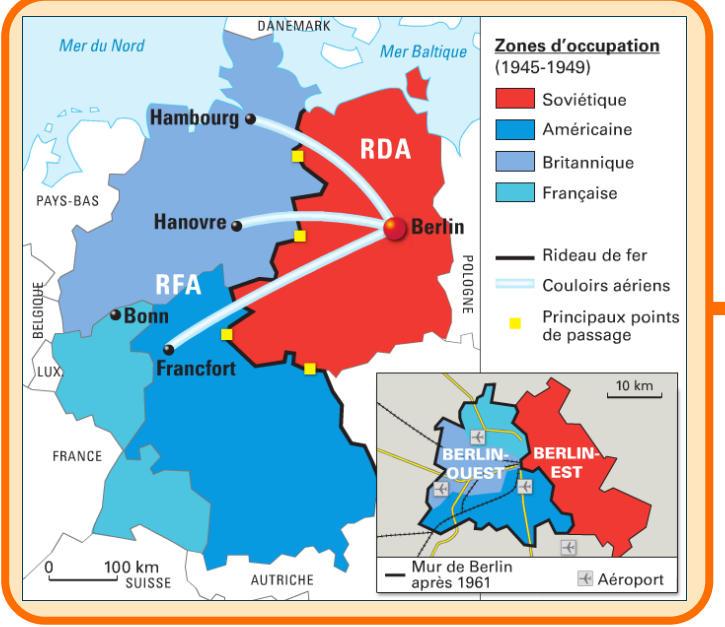 DANEMARK
Mer du Nord
Mer Baltique
Hambourg
RDA
PAYS-BAS
Hanovre
Berlin
RFA
POLOGNE
BELGIQUE
Bonn
LUX.
Francfort
FRANCE
0 100 km
SUISSE
AUTRICHE
Zones d'occupation
(1945-1949)
Soviétique
Américaine
Britannique
Française
Rideau de fer
Couloirs aériens
Principaux points
de passage
10 km
BERLIN-
OUEST
BERLIN-
EST
Mur de Berlin
après 1961
Aéroport